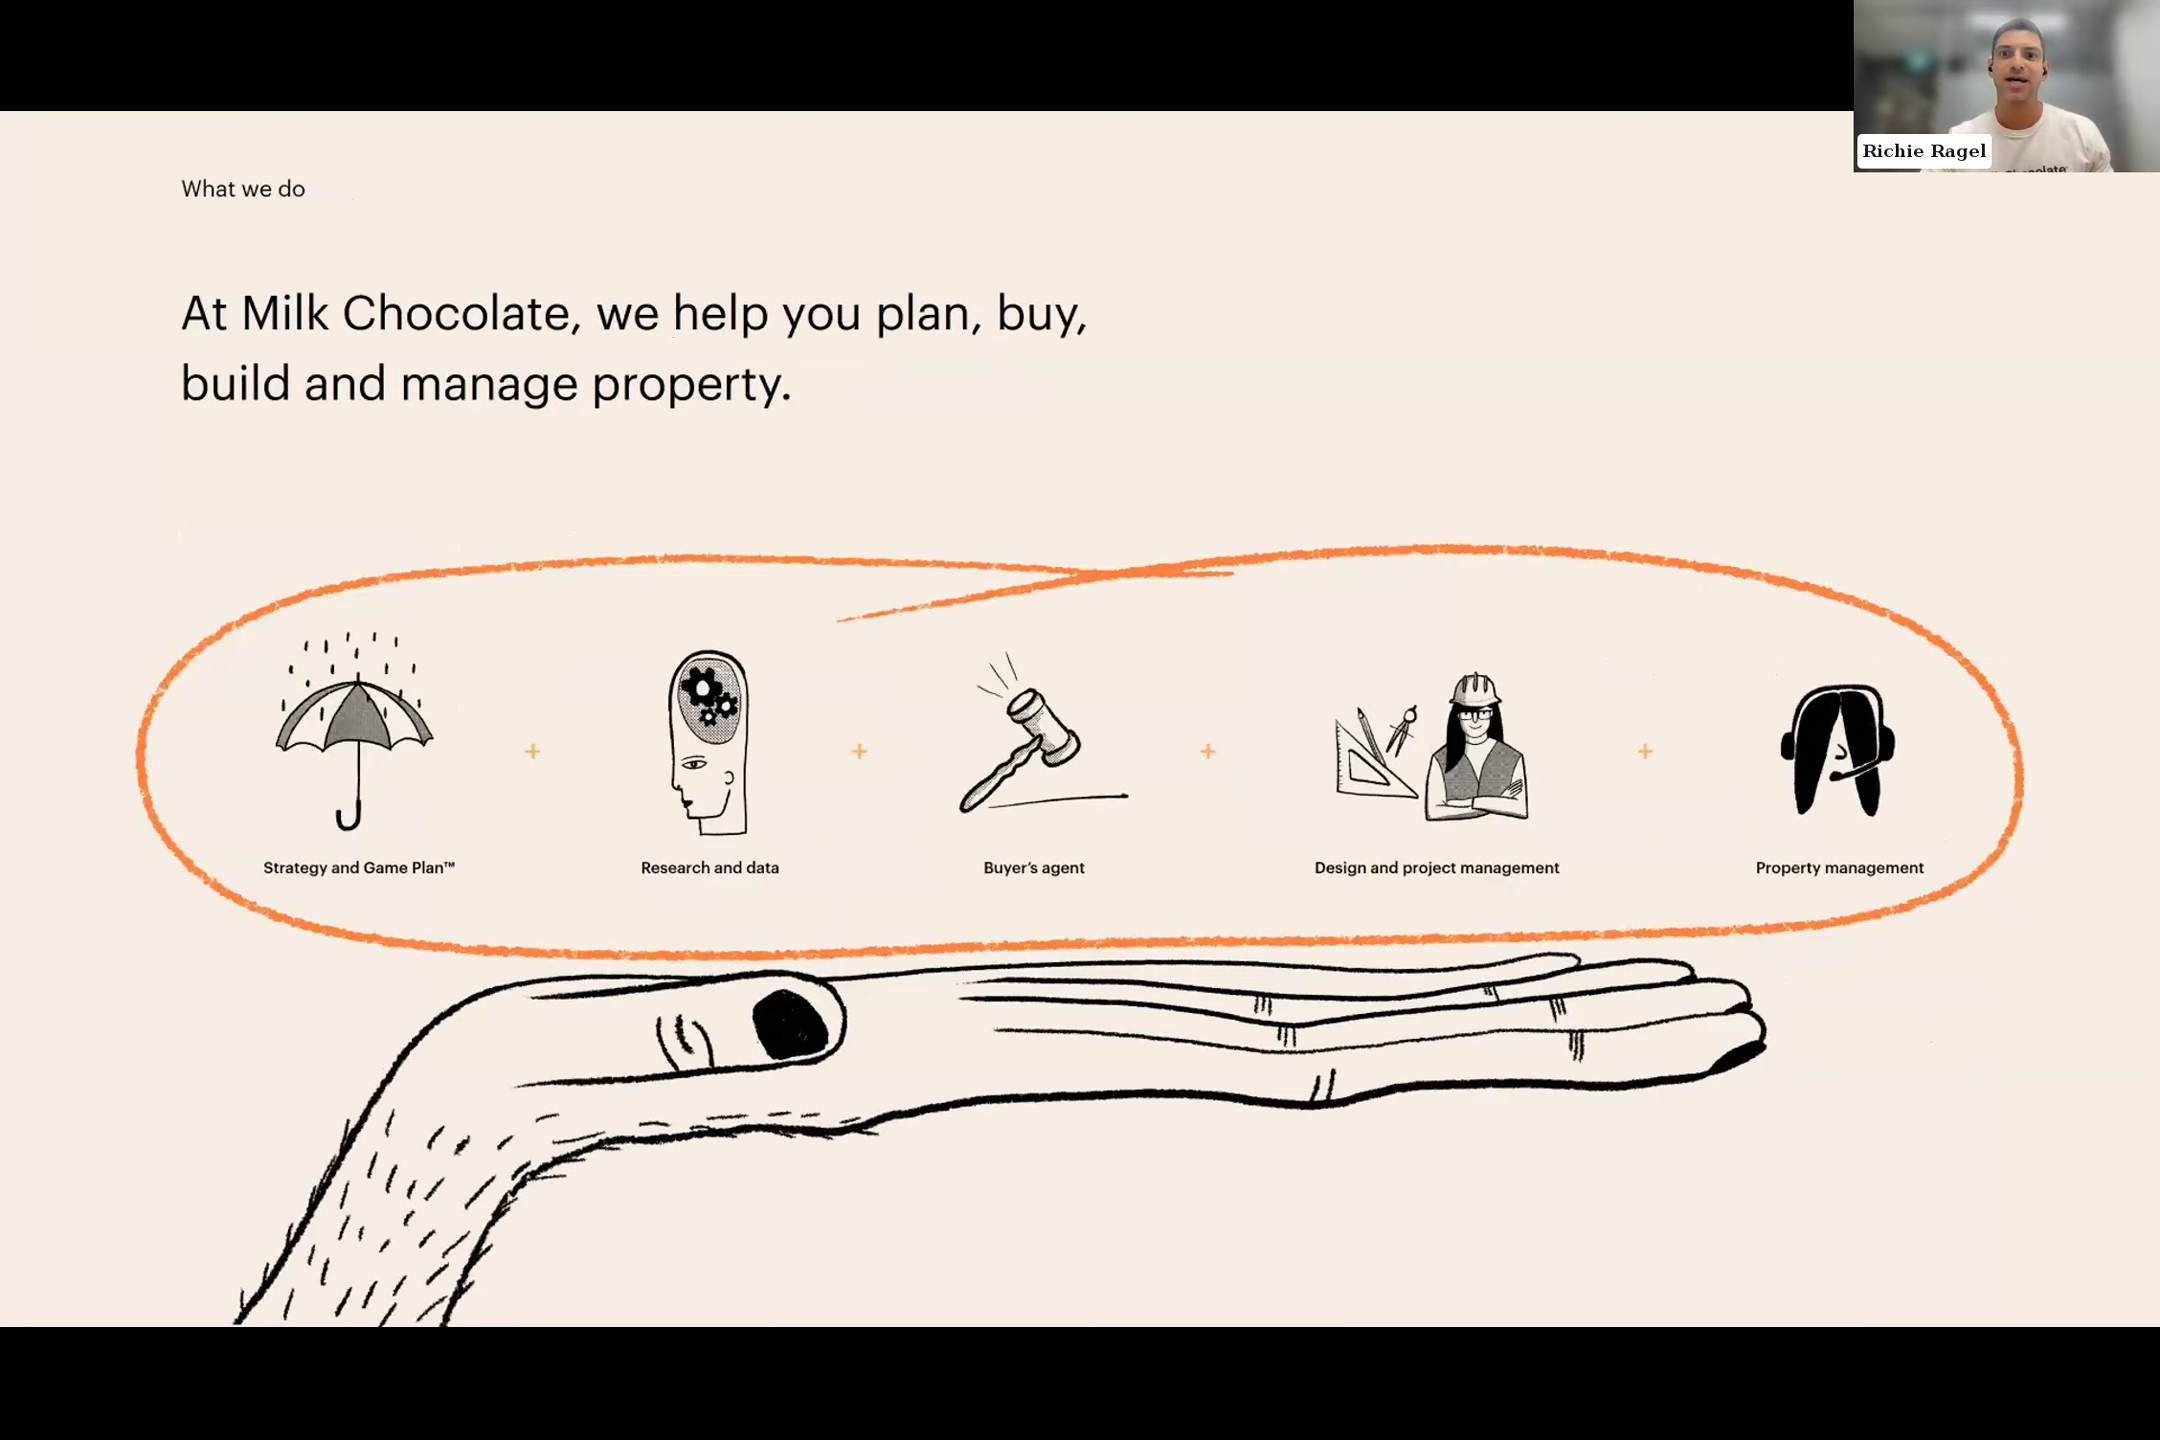 What we do
Richie Ragel
At Milk Chocolate, we help you plan, buy,
build and manage property.
Strategy and Game Plan™
Research and data
Buyer’s agent
Design and project management
Property management